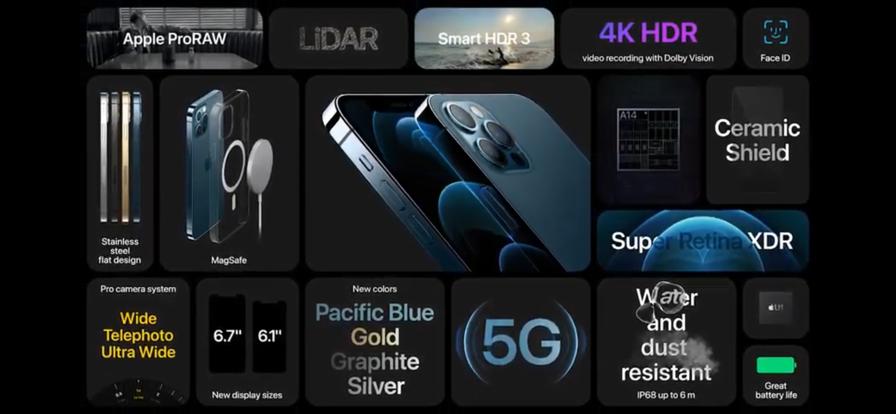 Apple ProRAW
LiDAR
Smart HDR 3
4K HDR
video recording with Dolby Vision
Face ID
Stainless
steel
flat design
MagSafe
A14
Ceramic
Shield
Super Retina XDR
Pro camera system
Wide
Telephoto
Ultra Wide
6.7"
6.1"
New display sizes
New colors
Pacific Blue
Gold
Graphite
Silver
5G
Water
and
dust
resistant
IP68 up to 6 m
U1
Great
battery life